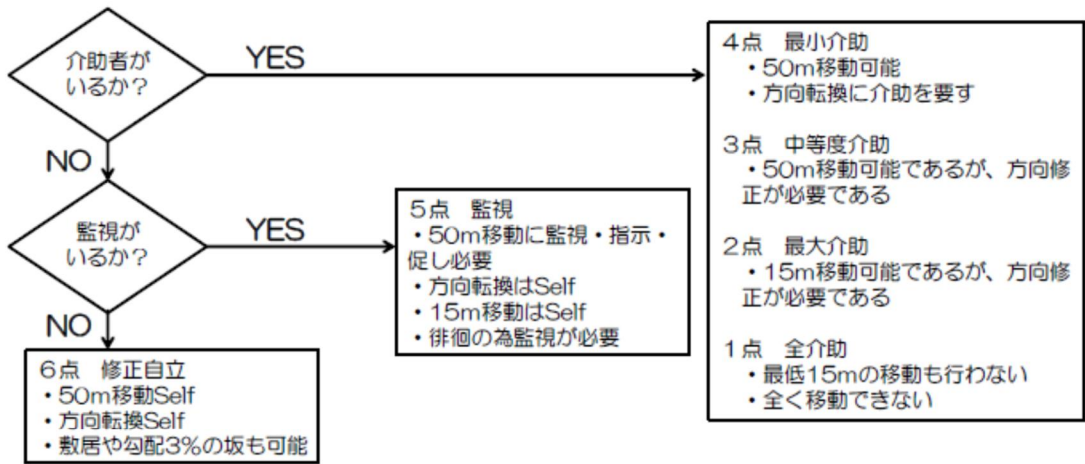 介助者が
いるか？
YES
NO
監視が
いるか？
YES
NO
6点　修正自立
・50m移動Self
・方向転換Self
・敷居や勾配3%の坂も可能
5点　監視
・50m移動に監視・指示・
促し必要
・方向転換はSelf
・15m移動はSelf
・徘徊の為監視が必要
4点　最小介助
・50m移動可能
・方向転換に介助を要す
3点　中等度介助
・50m移動可能であるが、方向修
正が必要である
2点　最大介助
・15m移動可能であるが、方向修
正が必要である
1点　全介助
・最低15mの移動も行わない
・全く移動できない